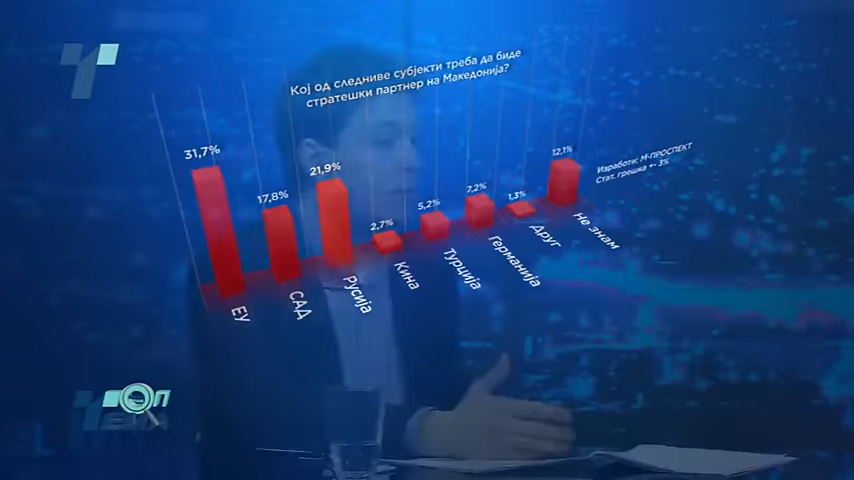 Кој од следниве субјекти треба да биде
стратешки партнер на Македонија?
31,7%
17,8%
21,9%
2,7%
5,2%
7,2%
1,3%
12,1%
ЕУ
САД
Русија
Кина
Турција
Германија
Друг
Не знам
Изработи: М-ПРОСПЕКТ
Стат. грешка +- 3%